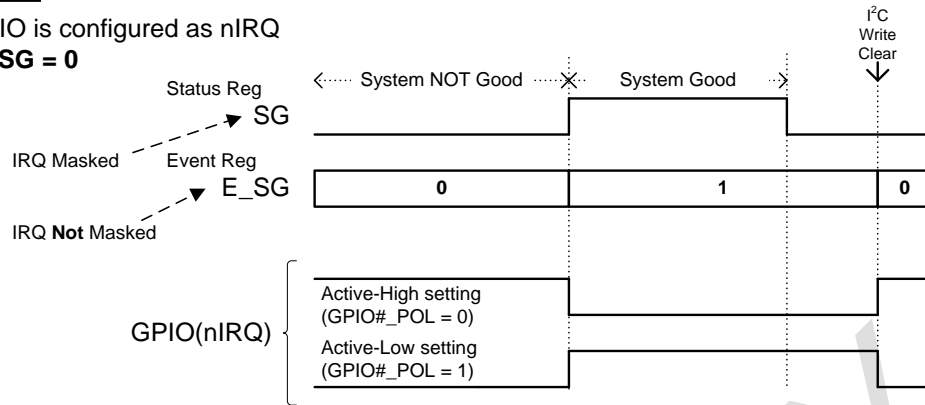 IO is configured as nIRQ
SG = 0
I²C
Write
Clear
System NOT Good
System Good
Status Reg
SG
IRQ Masked
Event Reg
E_SG
0
1
0
IRQ Not Masked
GPIO(nIRQ)
Active-High setting
(GPIO#_POL = 0)
Active-Low setting
(GPIO#_POL = 1)